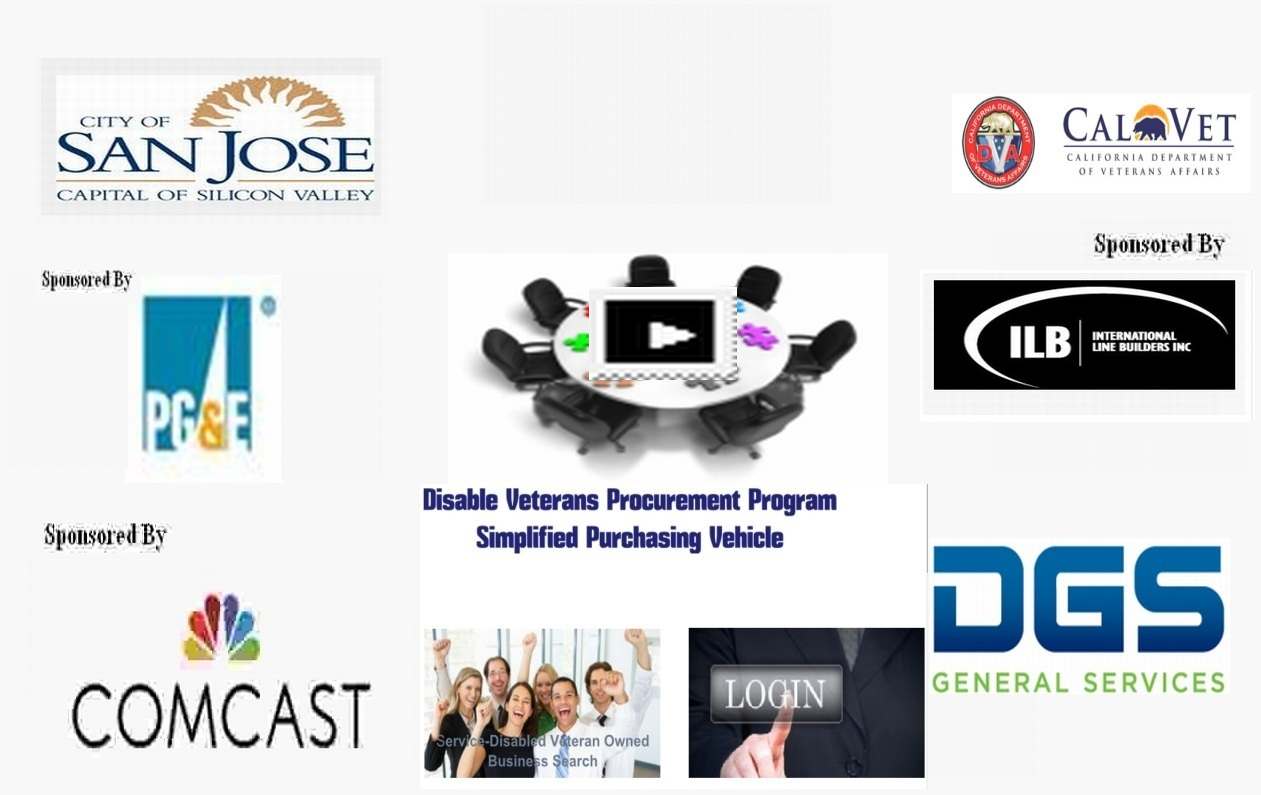 CITY OF
SAN JOSE
CAPITAL OF SILICON VALLEY
CALIFORNIA DEPARTMENT
DVA
OF VETERANS AFFAIRS
CALVET
CALIFORNIA DEPARTMENT
OF VETERANS AFFAIRS
Sponsored By
Sponsored By
PG&E
ILB
INTERNATIONAL
LINE BUILDERS INC
Disable Veterans Procurement Program
Simplified Purchasing Vehicle
Sponsored By
COMCAST
DGS
GENERAL SERVICES
Service-Disabled Veteran Owned
Business Search
LOGIN